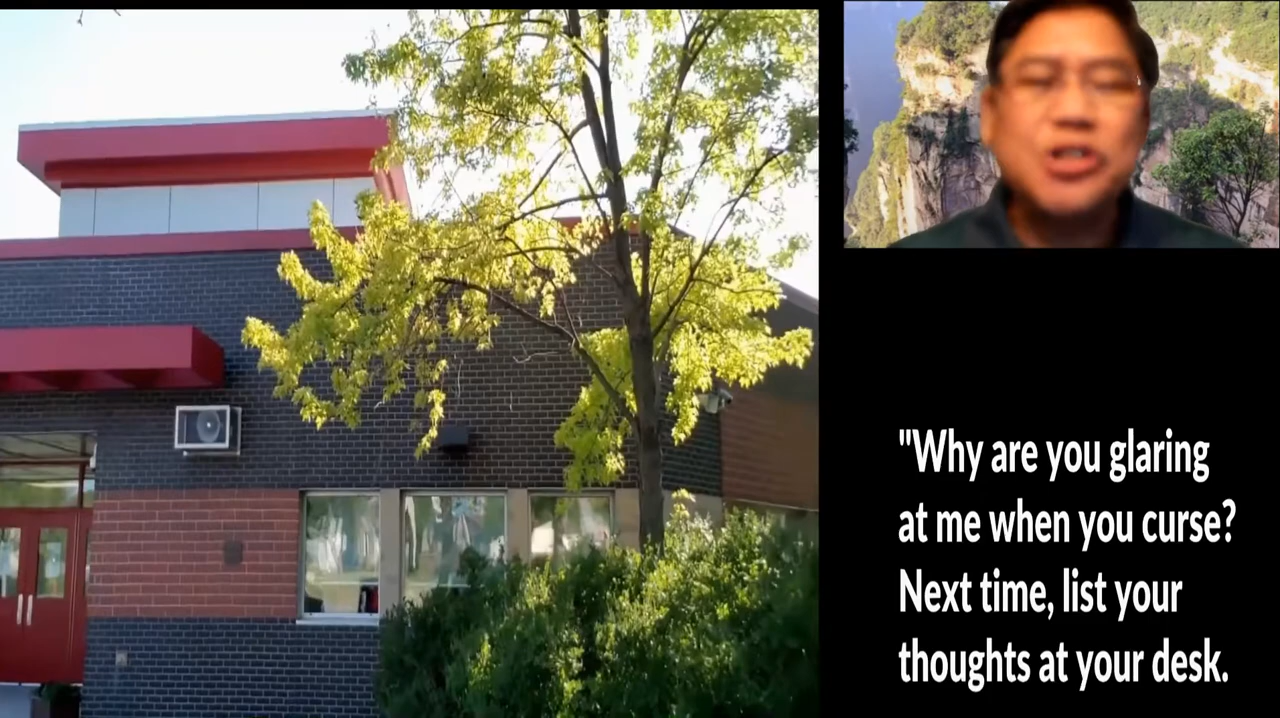 "Why are you glaring
at me when you curse?
Next time, list your
thoughts at your desk.